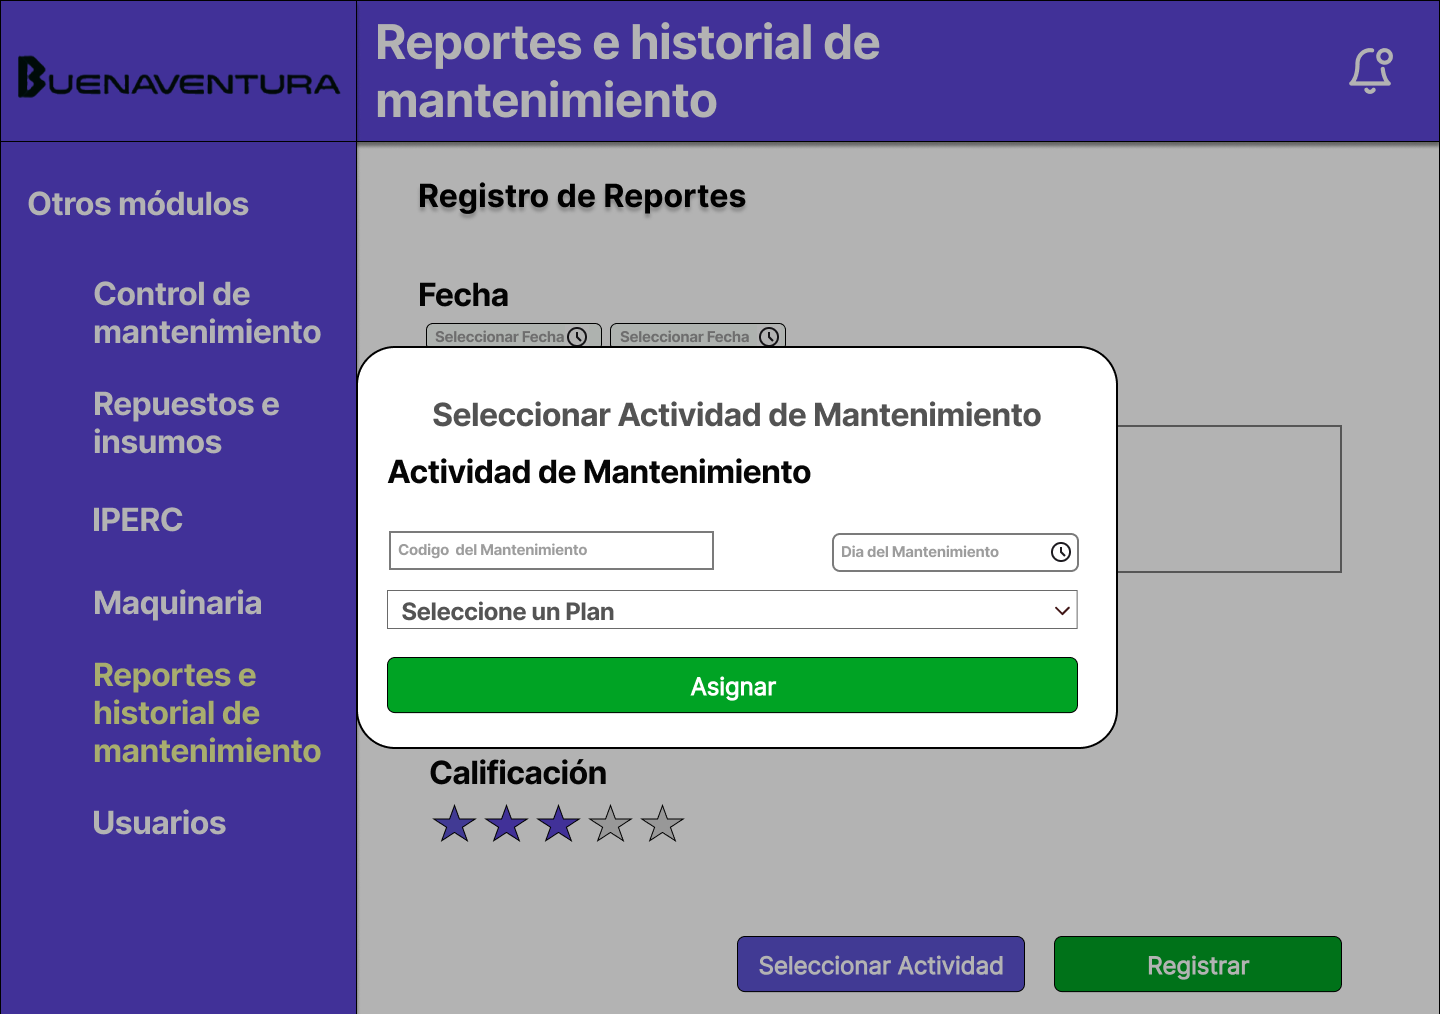 BUENAVENTURA
Reportes e historial de
mantenimiento
Otros módulos
Control de
mantenimiento
Repuestos e
insumos
IPERC
Maquinaria
Reportes e
historial de
mantenimiento
Usuarios
Registro de Reportes
Fecha
Seleccionar Fecha
Seleccionar Fecha
Seleccionar Actividad de Mantenimiento
Actividad de Mantenimiento
Codigo del Mantenimiento
Dia del Mantenimiento
Seleccione un Plan
Asignar
Calificación
Seleccionar Actividad
Registrar